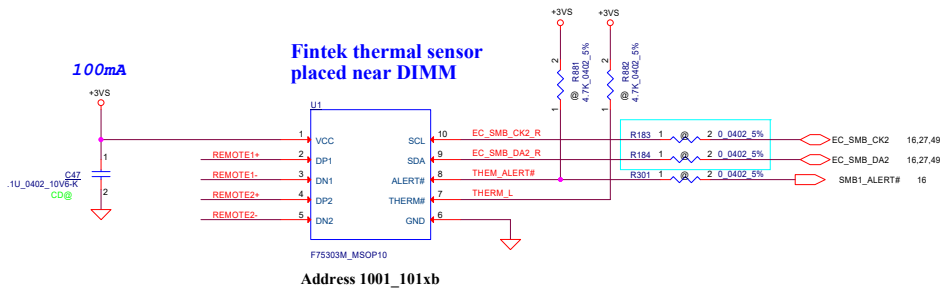 +3VS
+3VS
Fintek thermal sensor
placed near DIMM
100mA
+3VS
2
@ R881
4.7K_0402_5%
1
2
@ R882
4.7K_0402_5%
1
U1
1 VCC SCL 10 EC_SMB_CK2_R R183 1 @ 2 0_0402_5% EC_SMB_CK2 16,27,49
REMOTE1+ 2 DP1 SDA 9 EC_SMB_DA2_R R184 1 @ 2 0_0402_5% EC_SMB_DA2 16,27,49
REMOTE1- 3 DN1 ALERT# 8 THEM_ALERT# R301 1 @ 2 0_0402_5% SMB1_ALERT# 16
REMOTE2+ 4 DP2 THERM# 7 THERM_L
REMOTE2- 5 DN2 GND 6
1
C47
.1U_0402_10V6-K
2
CD@
F75303M_MSOP10
Address 1001_101xb